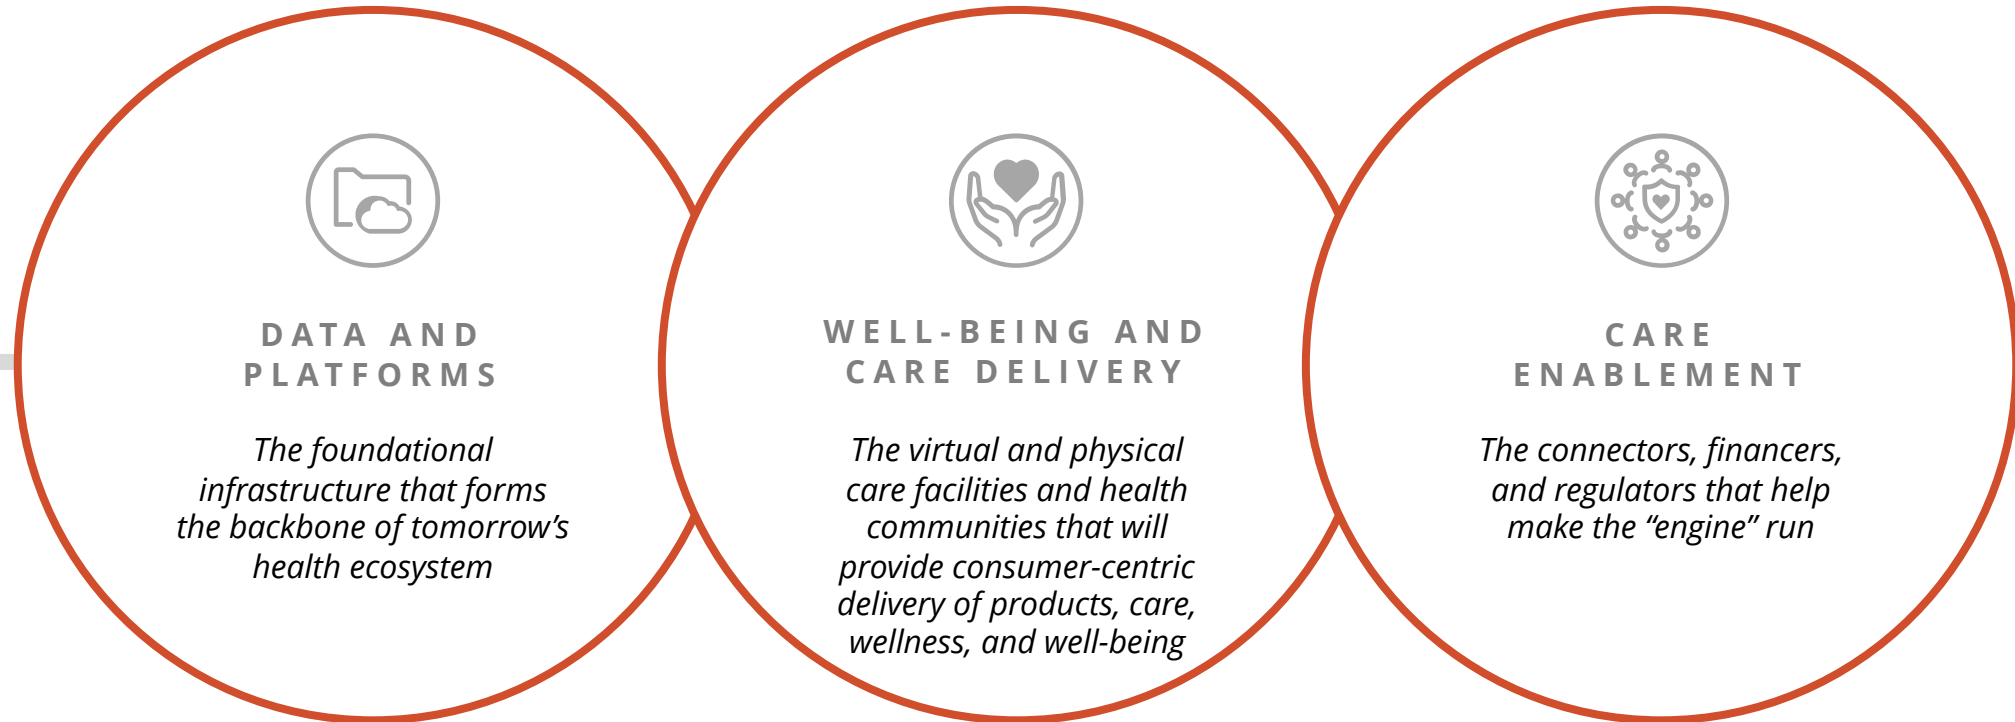 DATA AND
PLATFORMS
The foundational
infrastructure that forms
the backbone of tomorrow’s
health ecosystem
WELL-BEING AND
CARE DELIVERY
The virtual and physical
care facilities and health
communities that will
provide consumer-centric
delivery of products, care,
wellness, and well-being
CARE
ENABLEMENT
The connectors, financers,
and regulators that help
make the “engine” run